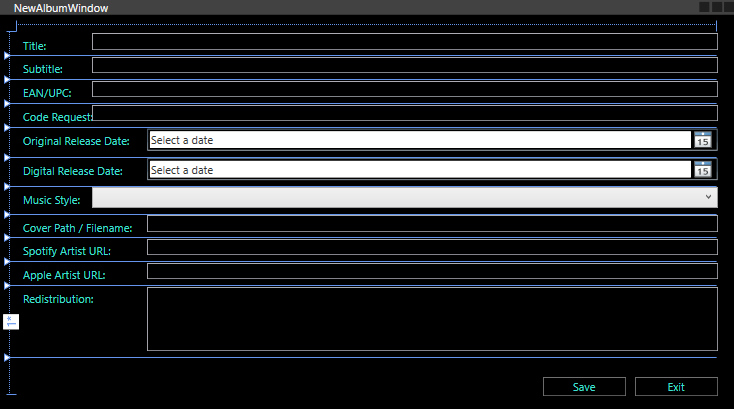 NewAlbumWindow
Title:
Subtitle:
EAN/UPC:
Code Request:
Original Release Date: Select a date 15
Digital Release Date: Select a date 15
Music Style:
Cover Path / Filename:
Spotify Artist URL:
Apple Artist URL:
Redistribution:
1*
Save Exit